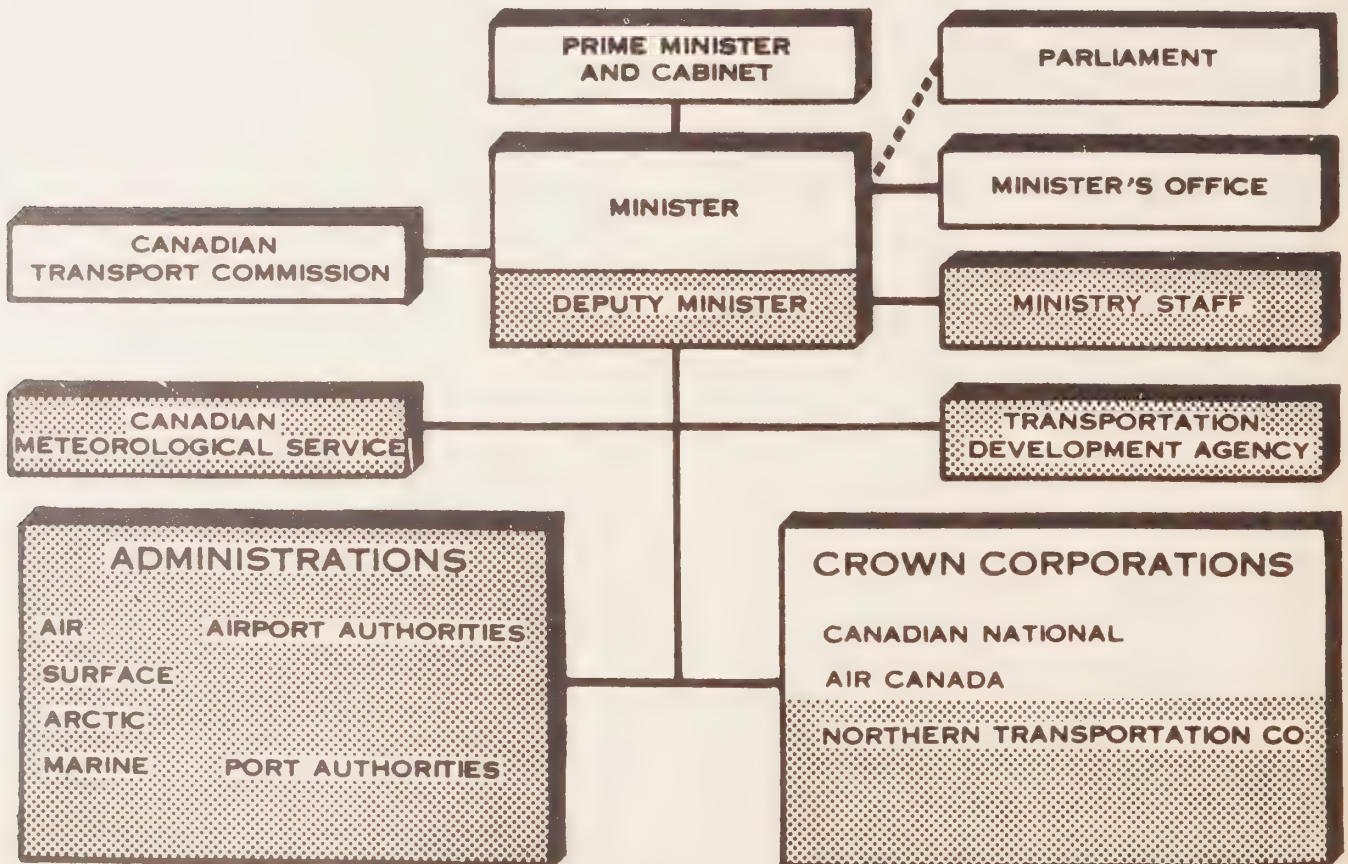 PRIME MINISTER
AND CABINET
PARLIAMENT
MINISTER
MINISTER'S OFFICE
CANADIAN
TRANSPORT COMMISSION
DEPUTY MINISTER
MINISTRY STAFF
CANADIAN
METEOROLOGICAL SERVICE
TRANSPORTATION
DEVELOPMENT AGENCY
ADMINISTRATIONS
AIR AIRPORT AUTHORITIES
SURFACE
ARCTIC
MARINE PORT AUTHORITIES
CROWN CORPORATIONS
CANADIAN NATIONAL
AIR CANADA
NORTHERN TRANSPORTATION CO